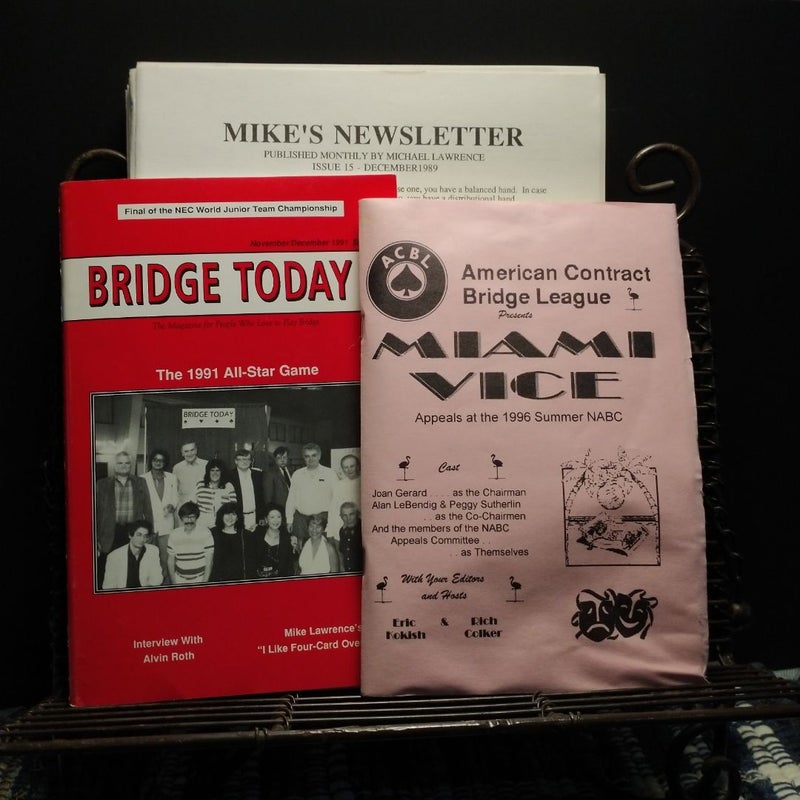 MIKE'S NEWSLETTER
PUBLISHED MONTHLY BY MICHAEL LAWRENCE
ISSUE 15 - DECEMBER1989
se one, you have a balanced hand. In case
you have a distributional hand
Final of the NEC World Junior Team Championship
November/December 1991
BRIDGE TODAY
The Magazine for People Who Love to Play Bridge
The 1991 All-Star Game
BRIDGE TODAY
Interview With
Alvin Roth
Mike Lawrence's
"I Like Four-Card Ove
ACBL
American Contract
Bridge League
Presents
MIAMI
VICE
Appeals at the 1996 Summer NABC
Cast
Joan Gerard . . . . as the Chairman
Alan LeBendig & Peggy Sutherlin
. . as the Co-Chairmen
And the members of the NABC
Appeals Committee . .
. . as Themselves
With Your Editors
and Hosts
Eric & Rich
Kokish Colker